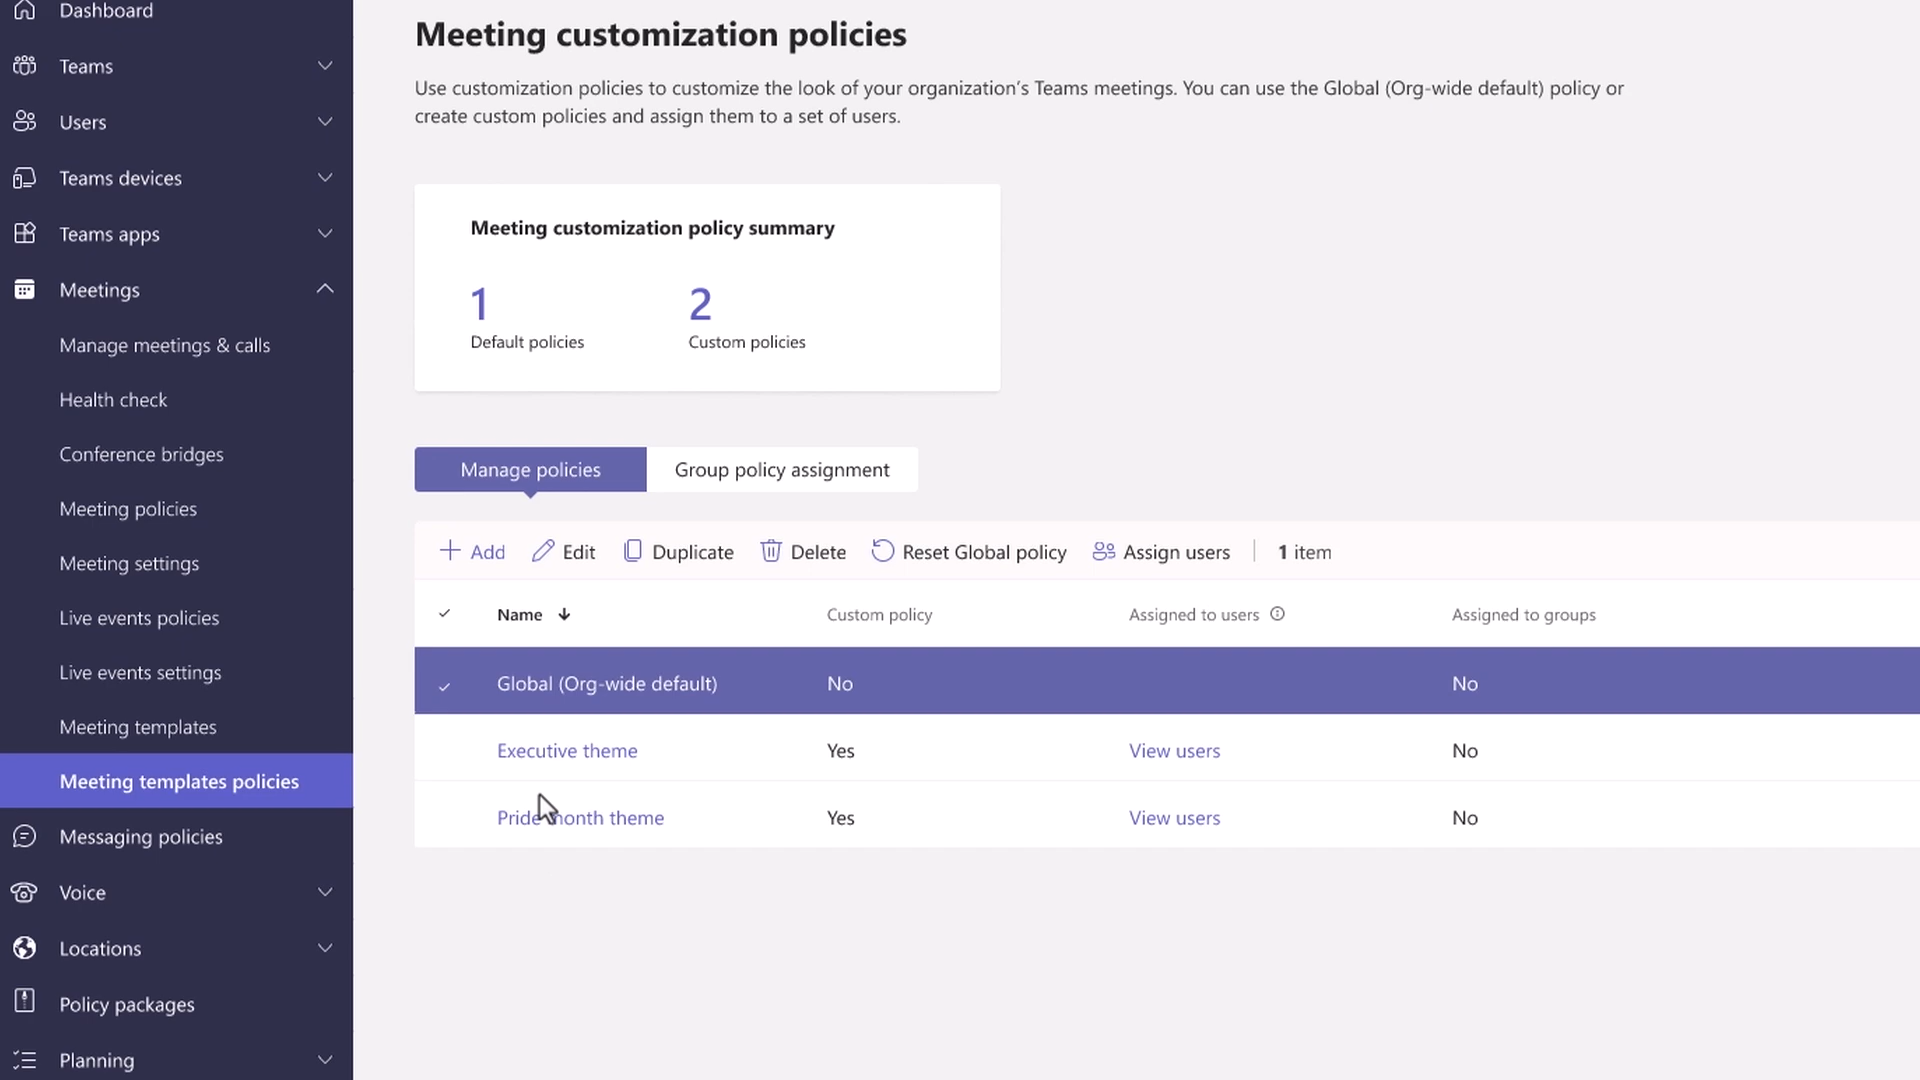 Dashboard
Teams
Users
Teams devices
Teams apps
Meetings
Manage meetings & calls
Health check
Conference bridges
Meeting policies
Meeting settings
Live events policies
Live events settings
Meeting templates
Meeting templates policies
Messaging policies
Voice
Locations
Policy packages
Planning
Meeting customization policies
Use customization policies to customize the look of your organization’s Teams meetings. You can use the Global (Org-wide default) policy or
create custom policies and assign them to a set of users.
Meeting customization policy summary
1 2
Default policies Custom policies
Manage policies Group policy assignment
Add Edit Duplicate Delete Reset Global policy Assign users 1 item
Name Custom policy Assigned to users Assigned to groups
Global (Org-wide default) No No
Executive theme Yes View users No
Pride month theme Yes View users No